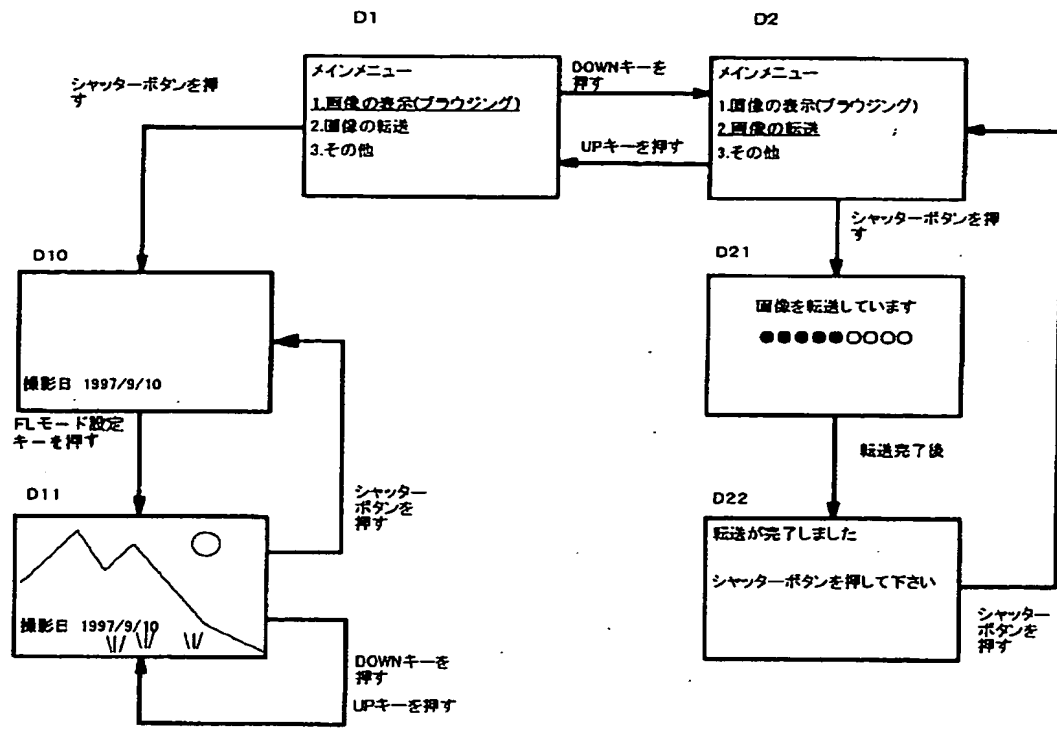 D1
D2
シャッターボタンを押
す
メインメニュー
1.画像の表示(ブラウジング)
2.画像の転送
3.その他
DOWNキーを
押す
UPキーを押す
メインメニュー
1.画像の表示(ブラウジング)
2.画像の転送
3.その他
シャッターボタンを押
す
D10
撮影日 1997/9/10
FLモード設定
キーを押す
D21
画像を転送しています
転送完了後
D11
撮影日 1997/9/10
シャッター
ボタンを
押す
DOWNキーを
押す
UPキーを押す
D22
転送が完了しました
シャッターボタンを押して下さい
シャッター
ボタンを
押す